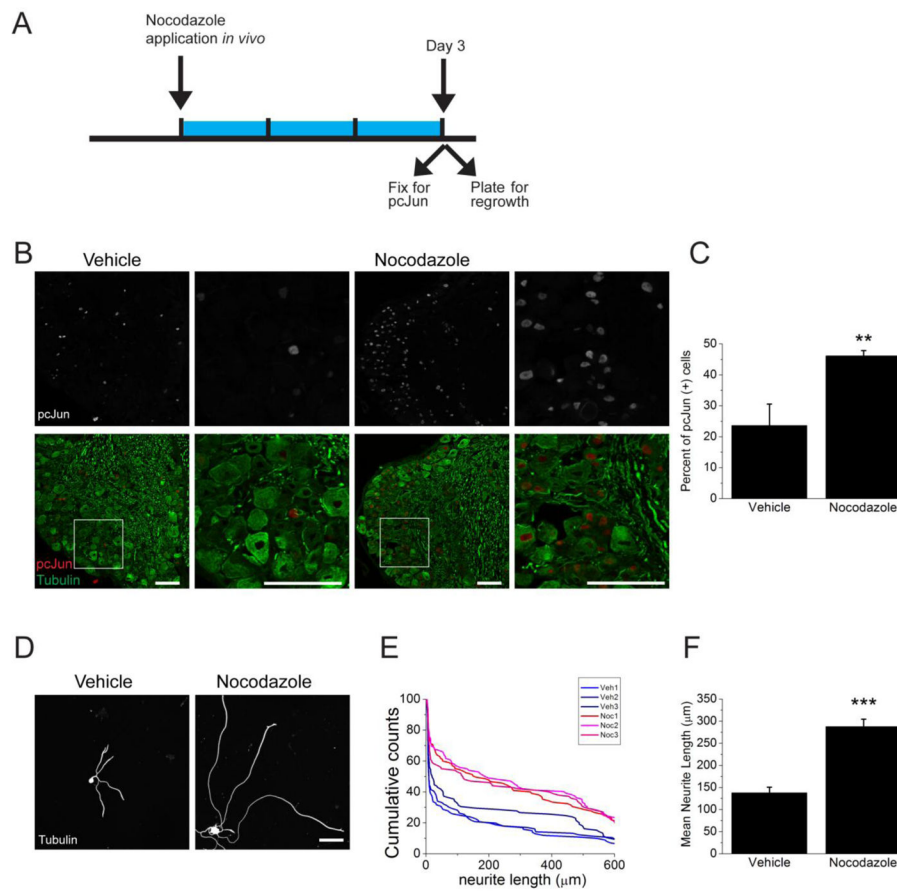 A
Nocodazole
application in vivo
Day 3
Fix for
pcJun
Plate for
regrowth
B
Vehicle
Nocodazole
pcJun
pcJun
Tubulin
C
Percent of pcJun (+) cells
50
40
30
20
10
0
**
Vehicle
Nocodazole
D
Vehicle
Nocodazole
Tubulin
E
Cumulative counts
100
80
60
40
20
0
0
200
400
600
neurite length (μm)
Veh1
Veh2
Veh3
Noc1
Noc2
Noc3
F
Mean Neurite Length (μm)
350
300
250
200
150
100
50
0
***
Vehicle
Nocodazole